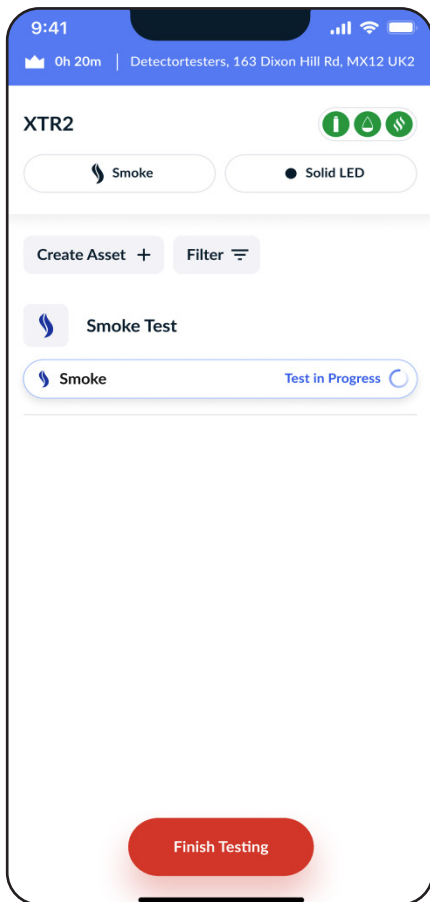 9:41
0h 20m | Detectortesters, 163 Dixon Hill Rd, MX12 UK2
XTR2
Smoke
Solid LED
Create Asset +
Filter
Smoke Test
Smoke
Test in Progress
Finish Testing